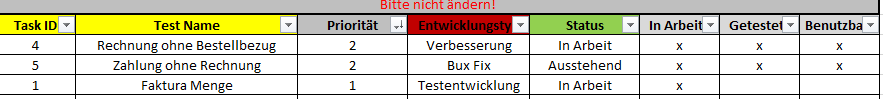 Bitte nicht ändern!
Task ID Test Name Priorität Entwicklungsty Status In Arbeit Getestet Benutzba
4 Rechnung ohne Bestellbezug 2 Verbesserung In Arbeit x x x
5 Zahlung ohne Rechnung 2 Bux Fix Ausstehend x x x
1 Faktura Menge 1 Testentwicklung In Arbeit x